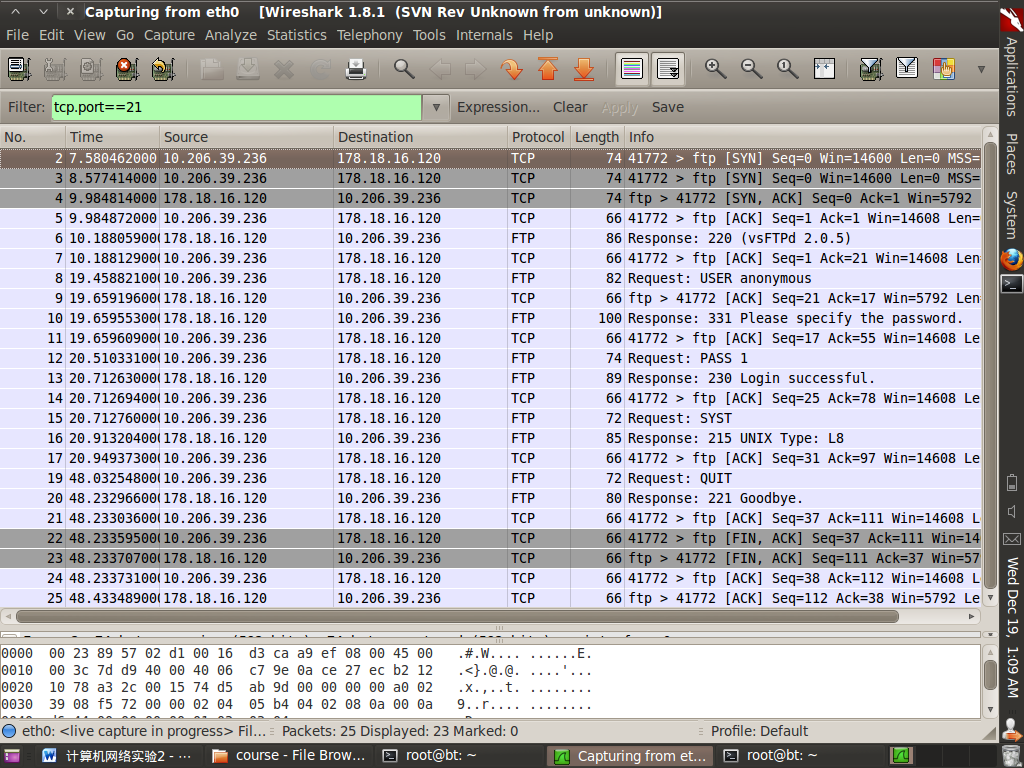 Capturing from eth0 [Wireshark 1.8.1 (SVN Rev Unknown from unknown)]
File Edit View Go Capture Analyze Statistics Telephony Tools Internals Help
Filter: tcp.port==21 Expression... Clear Apply Save
No. Time Source Destination Protocol Length Info
2 7.580462000 10.206.39.236 178.18.16.120 TCP 74 41772 > ftp [SYN] Seq=0 Win=14600 Len=0 MSS=
3 8.577414000 10.206.39.236 178.18.16.120 TCP 74 41772 > ftp [SYN] Seq=0 Win=14600 Len=0 MSS=
4 9.984814000 178.18.16.120 10.206.39.236 TCP 74 ftp > 41772 [SYN, ACK] Seq=0 Ack=1 Win=5792
5 9.984872000 10.206.39.236 178.18.16.120 TCP 66 41772 > ftp [ACK] Seq=1 Ack=1 Win=14608 Len=
6 10.188059000 178.18.16.120 10.206.39.236 FTP 86 Response: 220 (vsFTPd 2.0.5)
7 10.188129000 10.206.39.236 178.18.16.120 TCP 66 41772 > ftp [ACK] Seq=1 Ack=21 Win=14608 Len=
8 19.458821000 10.206.39.236 178.18.16.120 FTP 82 Request: USER anonymous
9 19.659196000 178.18.16.120 10.206.39.236 TCP 66 ftp > 41772 [ACK] Seq=21 Ack=17 Win=5792 Len=
10 19.659553000 178.18.16.120 10.206.39.236 FTP 100 Response: 331 Please specify the password.
11 19.659609000 10.206.39.236 178.18.16.120 TCP 66 41772 > ftp [ACK] Seq=17 Ack=55 Win=14608 Le
12 20.510331000 10.206.39.236 178.18.16.120 FTP 74 Request: PASS 1
13 20.712630000 178.18.16.120 10.206.39.236 FTP 89 Response: 230 Login successful.
14 20.712694000 10.206.39.236 178.18.16.120 TCP 66 41772 > ftp [ACK] Seq=25 Ack=78 Win=14608 Le
15 20.712760000 10.206.39.236 178.18.16.120 FTP 72 Request: SYST
16 20.913204000 178.18.16.120 10.206.39.236 FTP 85 Response: 215 UNIX Type: L8
17 20.949373000 10.206.39.236 178.18.16.120 TCP 66 41772 > ftp [ACK] Seq=31 Ack=97 Win=14608 Le
19 48.032548000 10.206.39.236 178.18.16.120 FTP 72 Request: QUIT
20 48.232966000 178.18.16.120 10.206.39.236 FTP 80 Response: 221 Goodbye.
21 48.233036000 10.206.39.236 178.18.16.120 TCP 66 41772 > ftp [ACK] Seq=37 Ack=111 Win=14608 L
22 48.233595000 10.206.39.236 178.18.16.120 TCP 66 41772 > ftp [FIN, ACK] Seq=37 Ack=111 Win=14
23 48.233707000 178.18.16.120 10.206.39.236 TCP 66 ftp > 41772 [FIN, ACK] Seq=111 Ack=37 Win=57
24 48.233731000 10.206.39.236 178.18.16.120 TCP 66 41772 > ftp [ACK] Seq=38 Ack=112 Win=14608 L
25 48.433489000 178.18.16.120 10.206.39.236 TCP 66 ftp > 41772 [ACK] Seq=112 Ack=38 Win=5792 Le
0000 00 23 89 57 02 d1 00 16 d3 ca a9 ef 08 00 45 00 .#.W.... ......E.
0010 00 3c 7d d9 40 00 40 06 c7 9e 0a ce 27 ec b2 12 .<}.@.@. ....'...
0020 10 78 a3 2c 00 15 74 d5 ab 9d 00 00 00 00 a0 02 .x.,..t. ........
0030 39 08 f5 72 00 00 02 04 05 b4 04 02 08 0a 00 0a 9..r.... ........
eth0: <live capture in progress> Fil... Packets: 25 Displayed: 23 Marked: 0 Profile: Default
计算机网络实验2 - ··· course - File Brow... root@bt: ~ Capturing from et... root@bt: ~
Applications
Places
System
Wed Dec 19, 1:09 AM